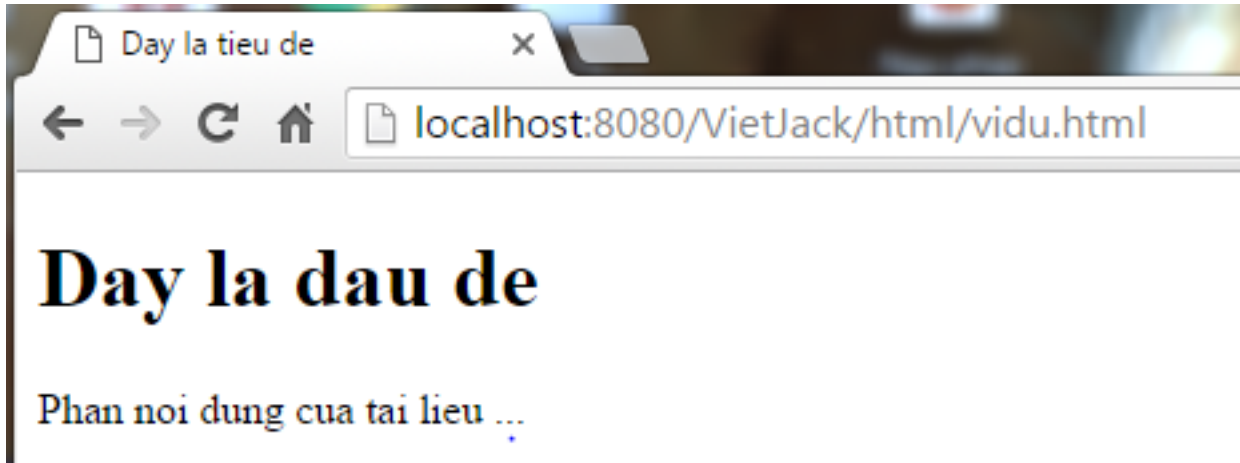 Day la tieu de
localhost:8080/VietJack/html/vidu.html
Day la dau de
Phan noi dung cua tai lieu ...